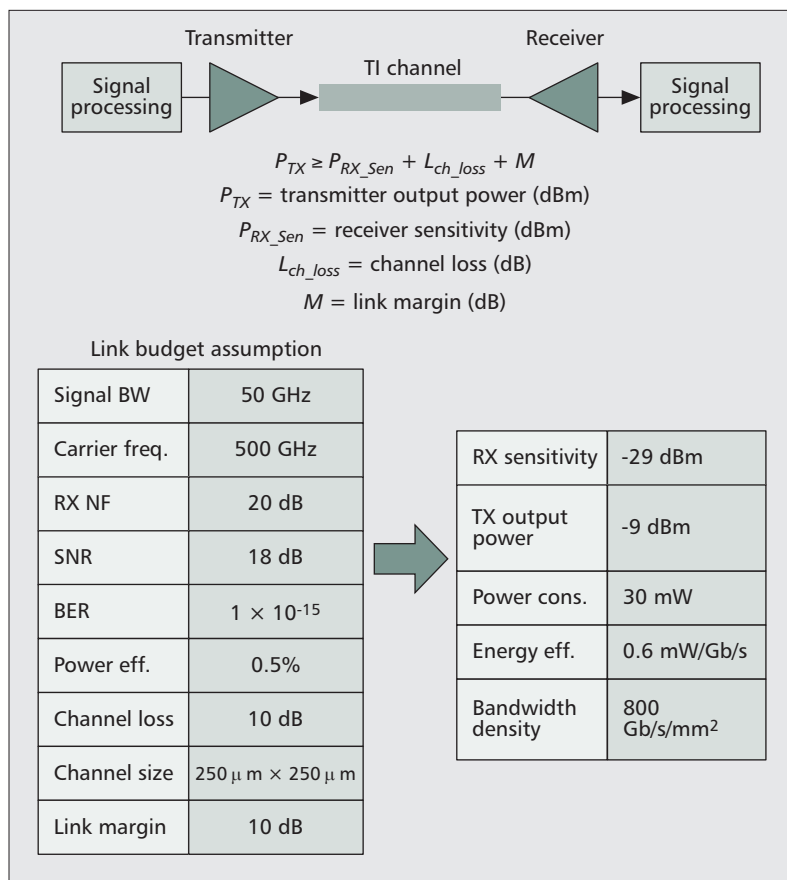 Transmitter
Receiver
TI channel
Signal
processing
Signal
processing
P_TX ≥ P_RX_Sen + L_ch_loss + M
P_TX = transmitter output power (dBm)
P_RX_Sen = receiver sensitivity (dBm)
L_ch_loss = channel loss (dB)
M = link margin (dB)
Link budget assumption
Signal BW 50 GHz
Carrier freq. 500 GHz
RX NF 20 dB
SNR 18 dB
BER 1 × 10⁻¹⁵
Power eff. 0.5%
Channel loss 10 dB
Channel size 250 μ m × 250 μ m
Link margin 10 dB
RX sensitivity -29 dBm
TX output
power
-9 dBm
Power cons. 30 mW
Energy eff. 0.6 mW/Gb/s
Bandwidth
density
800
Gb/s/mm²